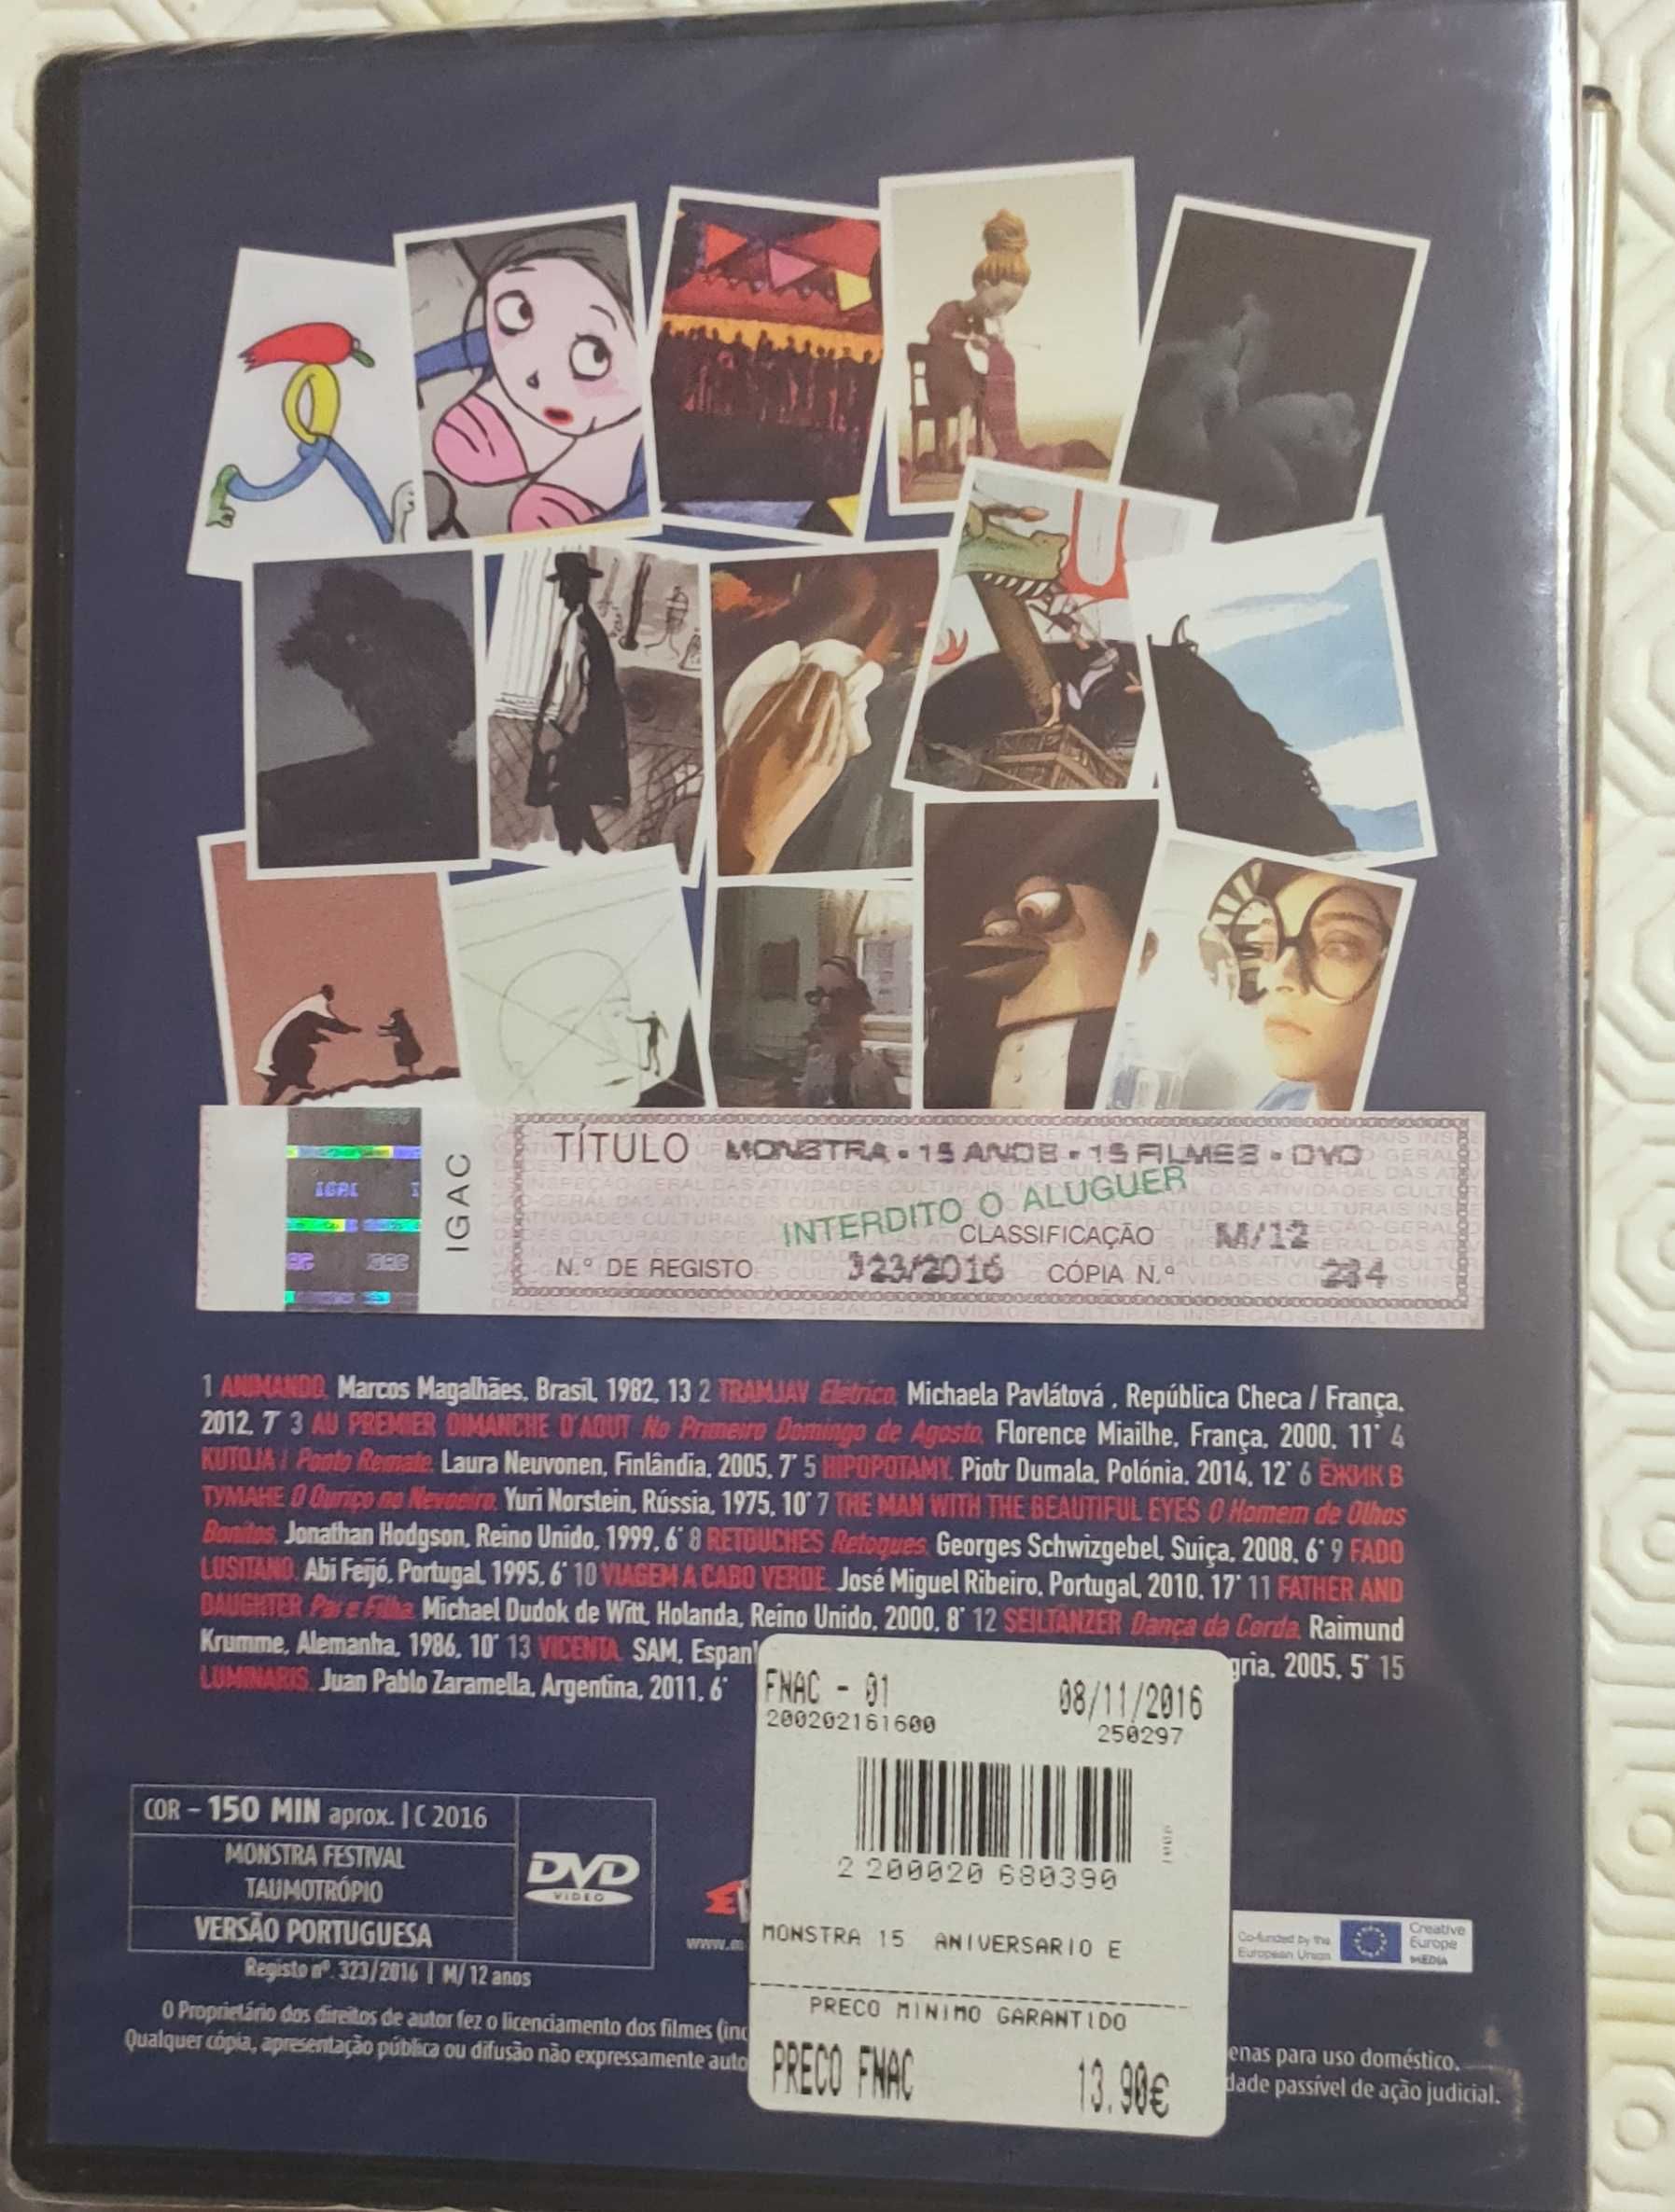 IGAC
TÍTULO MONSTRA - 15 ANOS - 15 FILMES - DVD
INTERDITO O ALUGUER
CLASSIFICAÇÃO M/12
N.º DE REGISTO 323/2016 CÓPIA N.º 234
1 ANIMANDO, Marcos Magalhães, Brasil, 1982, 13 2 TRAMJAV Elétrico, Michaela Pavlátová , República Checa / França,
2012, 7' 3 AU PREMIER DIMANCHE D'AOUT No Primeiro Domingo de Agosto, Florence Miailhe, França, 2000, 11' 4
KUTOJA / Ponto Remate, Laura Neuvonen, Finlândia, 2005, 7' 5 HIPOPOTAMY, Piotr Dumala, Polónia, 2014, 12' 6 ЁЖИК В
ТУМАНЕ O Ouriço no Nevoeiro, Yuri Norstein, Rússia, 1975, 10' 7 THE MAN WITH THE BEAUTIFUL EYES O Homem de Olhos
Bonitos, Jonathan Hodgson, Reino Unido, 1999, 6' 8 RETOUCHES Retoques, Georges Schwizgebel, Suiça, 2008, 6' 9 FADO
LUSITANO, Abi Feijó, Portugal, 1995, 6' 10 VIAGEM A CABO VERDE, José Miguel Ribeiro, Portugal, 2010, 17' 11 FATHER AND
DAUGHTER Pai e Filha, Michael Dudok de Witt, Holanda, Reino Unido, 2000, 8' 12 SEILTÄNZER Dança da Corda, Raimund
Krumme, Alemanha, 1986, 10' 13 VICENTA, SAM, Espan gria, 2005, 5' 15
LUMINARIS, Juan Pablo Zaramella, Argentina, 2011, 6'
FNAC - 01 08/11/2016
200202161600 250297
2 200020 680390
MONSTRA 15 ANIVERSARIO E
PRECO MINIMO GARANTIDO
PRECO FNAC 13.90€
COR - 150 MIN aprox. | C 2016
MONSTRA FESTIVAL
TAUMOTRÓPIO
VERSÃO PORTUGUESA
DVD
VIDEO
Registo nº. 323/2016 | M/ 12 anos
www.m
Co-funded by the
European Union
Creative
Europe
MEDIA
O Proprietário dos direitos de autor fez o licenciamento dos filmes (inc enas para uso doméstico.
Qualquer cópia, apresentação pública ou difusão não expressamente auto dade passível de ação judicial.